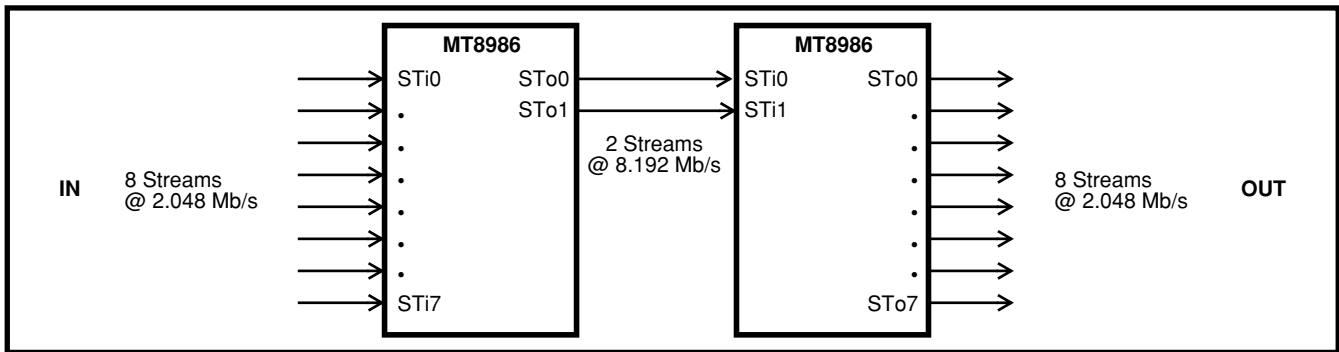 MT8986
MT8986
STi0
STo0
STi0
STo0
.
STo1
STi1
.
.
2 Streams
.
.
@ 8.192 Mb/s
.
IN
8 Streams
@ 2.048 Mb/s
8 Streams
@ 2.048 Mb/s
OUT
.
.
.
.
.
.
STi7
STo7